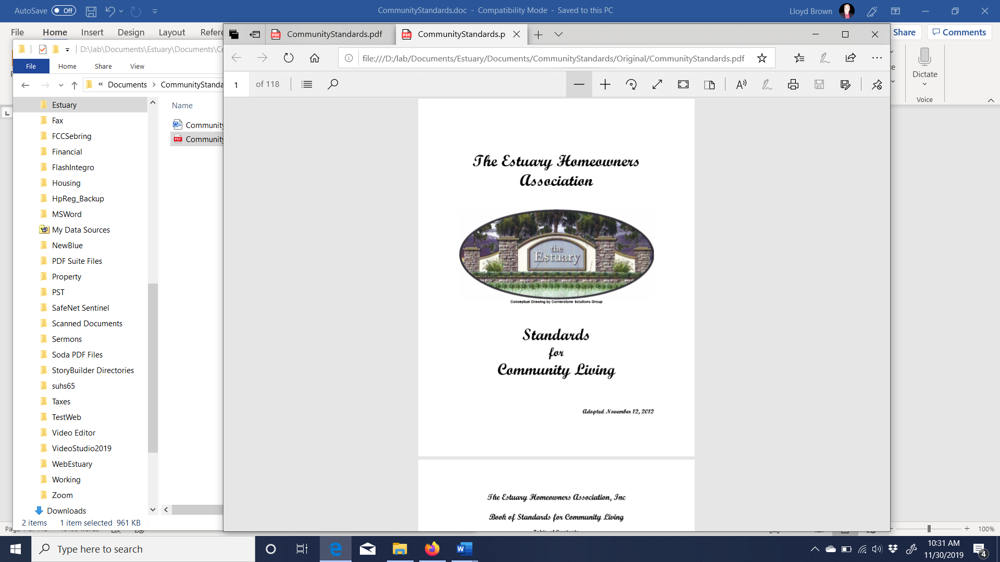 AutoSave Off
CommunityStandards.doc - Compatibility Mode - Saved to this PC
Lloyd Brown
File Home Insert Design Layout Refere
Share Comments
Dictate
Voice
D:\lab\Documents\Estuary\Documents\Co
File Home Share View
« Documents > CommunityStanda
Estuary
Fax
FCCSebring
Financial
FlashIntegro
Housing
HpReg_Backup
MSWord
My Data Sources
NewBlue
PDF Suite Files
Property
PST
SafeNet Sentinel
Scanned Documents
Sermons
Soda PDF Files
StoryBuilder Directories
suhs65
Taxes
TestWeb
Video Editor
VideoStudio2019
WebEstuary
Working
Zoom
Downloads
Name
Community
Community
2 items 1 item selected 961 KB
CommunityStandards.pdf
CommunityStandards.p
file:///D:/lab/Documents/Estuary/Documents/CommunityStandards/Original/CommunityStandards.pdf
1 of 118
The Estuary Homeowners
Association
the
Estuary
Conceptual Drawing by Cornerstone Solutions Group
Standards
for
Community Living
Adopted November 12, 2012
The Estuary Homeowners Association, Inc
Book of Standards for Community Living
100%
Type here to search
10:31 AM
11/30/2019
4